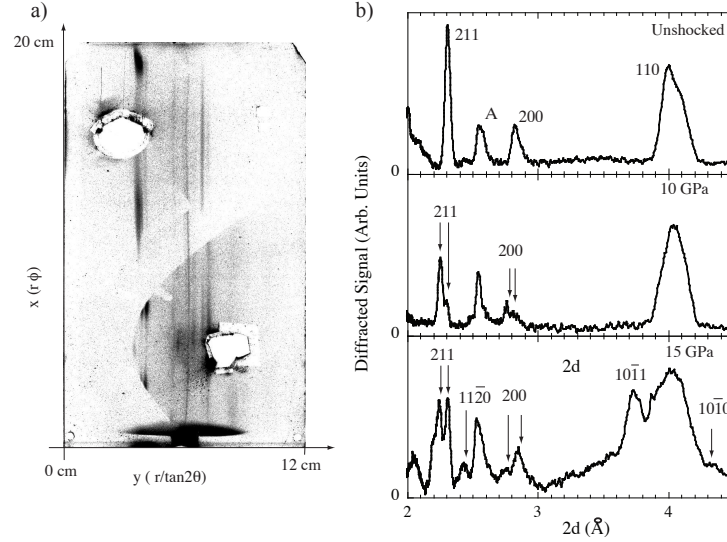 a)
20 cm
x (r ϕ)
0 cm
12 cm
y ( r/tan2θ)
b)
Unshocked
211
A
200
110
0
10 GPa
211
200
0
15 GPa
2d
211
112̄0
200
101̄1
101̄0
0
2
3
4
2d (Å)
Diffracted Signal (Arb. Units)